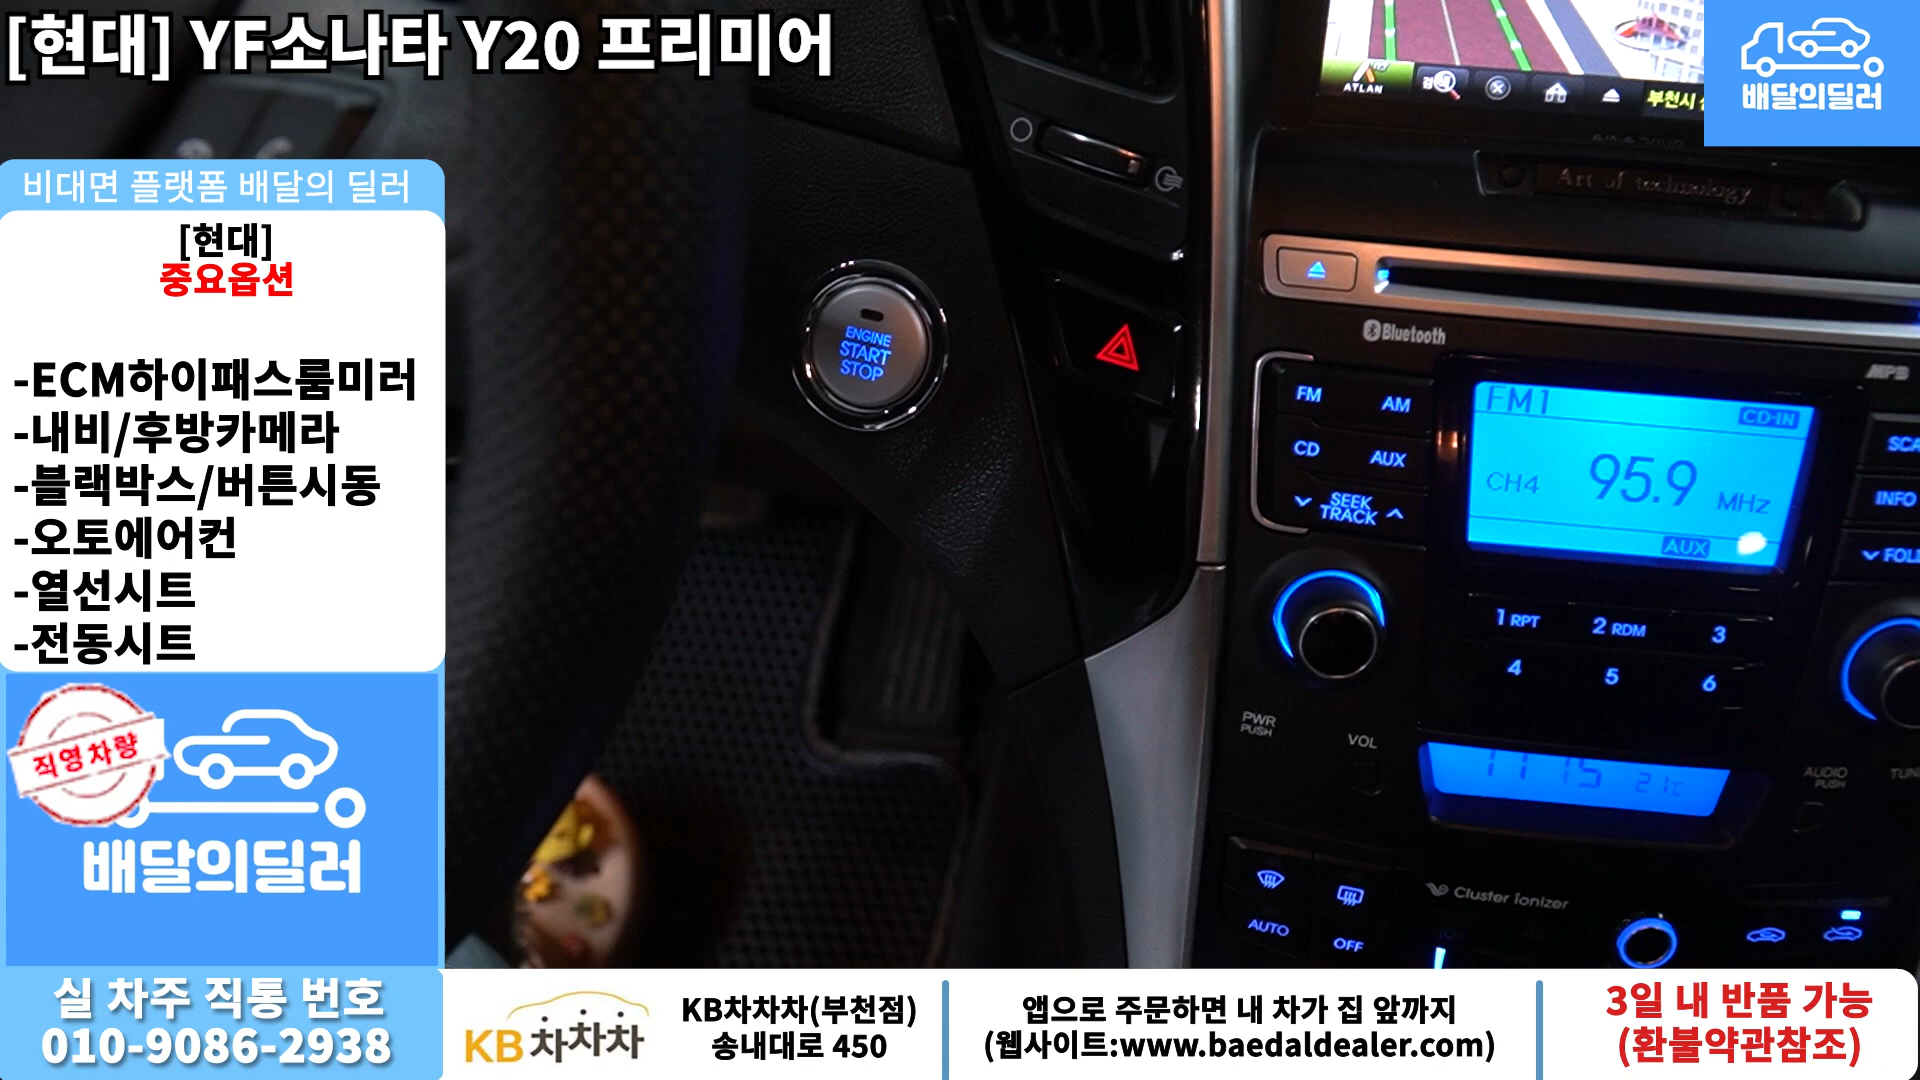 [현대] YF소나타 Y20 프리미어
배달의딜러
비대면 플랫폼 배달의 딜러
[현대]
중요옵션
-ECM하이패스룸미러
-내비/후방카메라
-블랙박스/버튼시동
-오토에어컨
-열선시트
-전동시트
직영차량
배달의딜러
실 차주 직통 번호
010-9086-2938
KB차차차
KB차차차(부천점)
송내대로 450
앱으로 주문하면 내 차가 집 앞까지
(웹사이트:www.baedaldealer.com)
3일 내 반품 가능
(환불약관참조)
ATLAN
부천시
Art of technology
ENGINE
START
STOP
Bluetooth
MP3
FM AM
CD AUX
SEEK
TRACK
FM1 CD-IN
CH4 95.9 MHz
AUX
INFO
1 RPT 2 RDM 3
4 5 6
PWR
PUSH
VOL
11:15 21°C
AUDIO
PUSH
Cluster ionizer
AUTO OFF